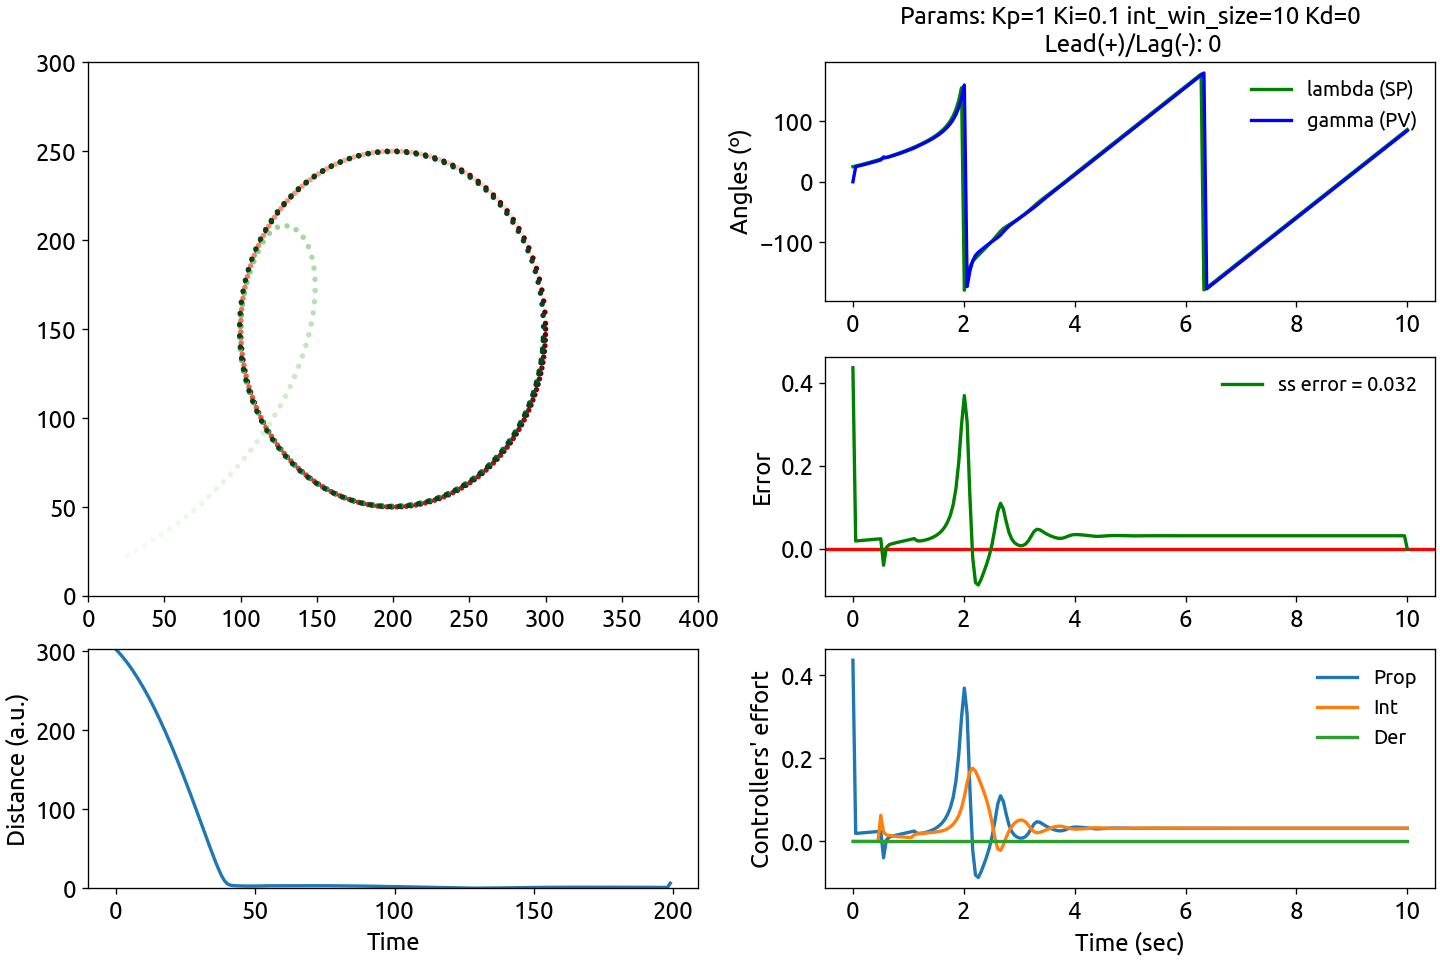 Params: Kp=1 Ki=0.1 int_win_size=10 Kd=0
Lead(+)/Lag(-): 0
300
250
200
150
100
50
0
0 50 100 150 200 250 300 350 400
Angles (º)
100
0
−100
lambda (SP)
gamma (PV)
0 2 4 6 8 10
Error
0.4
0.2
0.0
ss error = 0.032
0 2 4 6 8 10
Distance (a.u.)
300
200
100
0
0 50 100 150 200
Time
Controllers' effort
0.4
0.2
0.0
Prop
Int
Der
0 2 4 6 8 10
Time (sec)